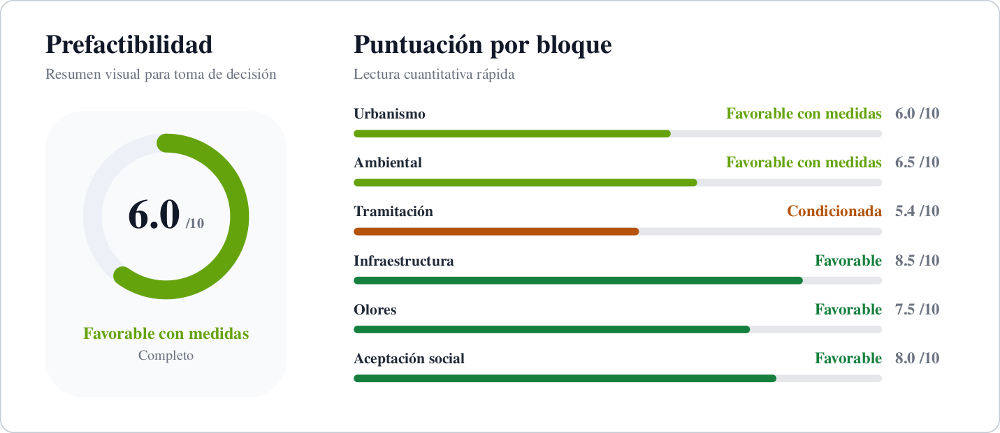 Prefactibilidad
Resumen visual para toma de decisión
6.0 /10
Favorable con medidas
Completo
Puntuación por bloque
Lectura cuantitativa rápida
Urbanismo Favorable con medidas 6.0 /10
Ambiental Favorable con medidas 6.5 /10
Tramitación Condicionada 5.4 /10
Infraestructura Favorable 8.5 /10
Olores Favorable 7.5 /10
Aceptación social Favorable 8.0 /10